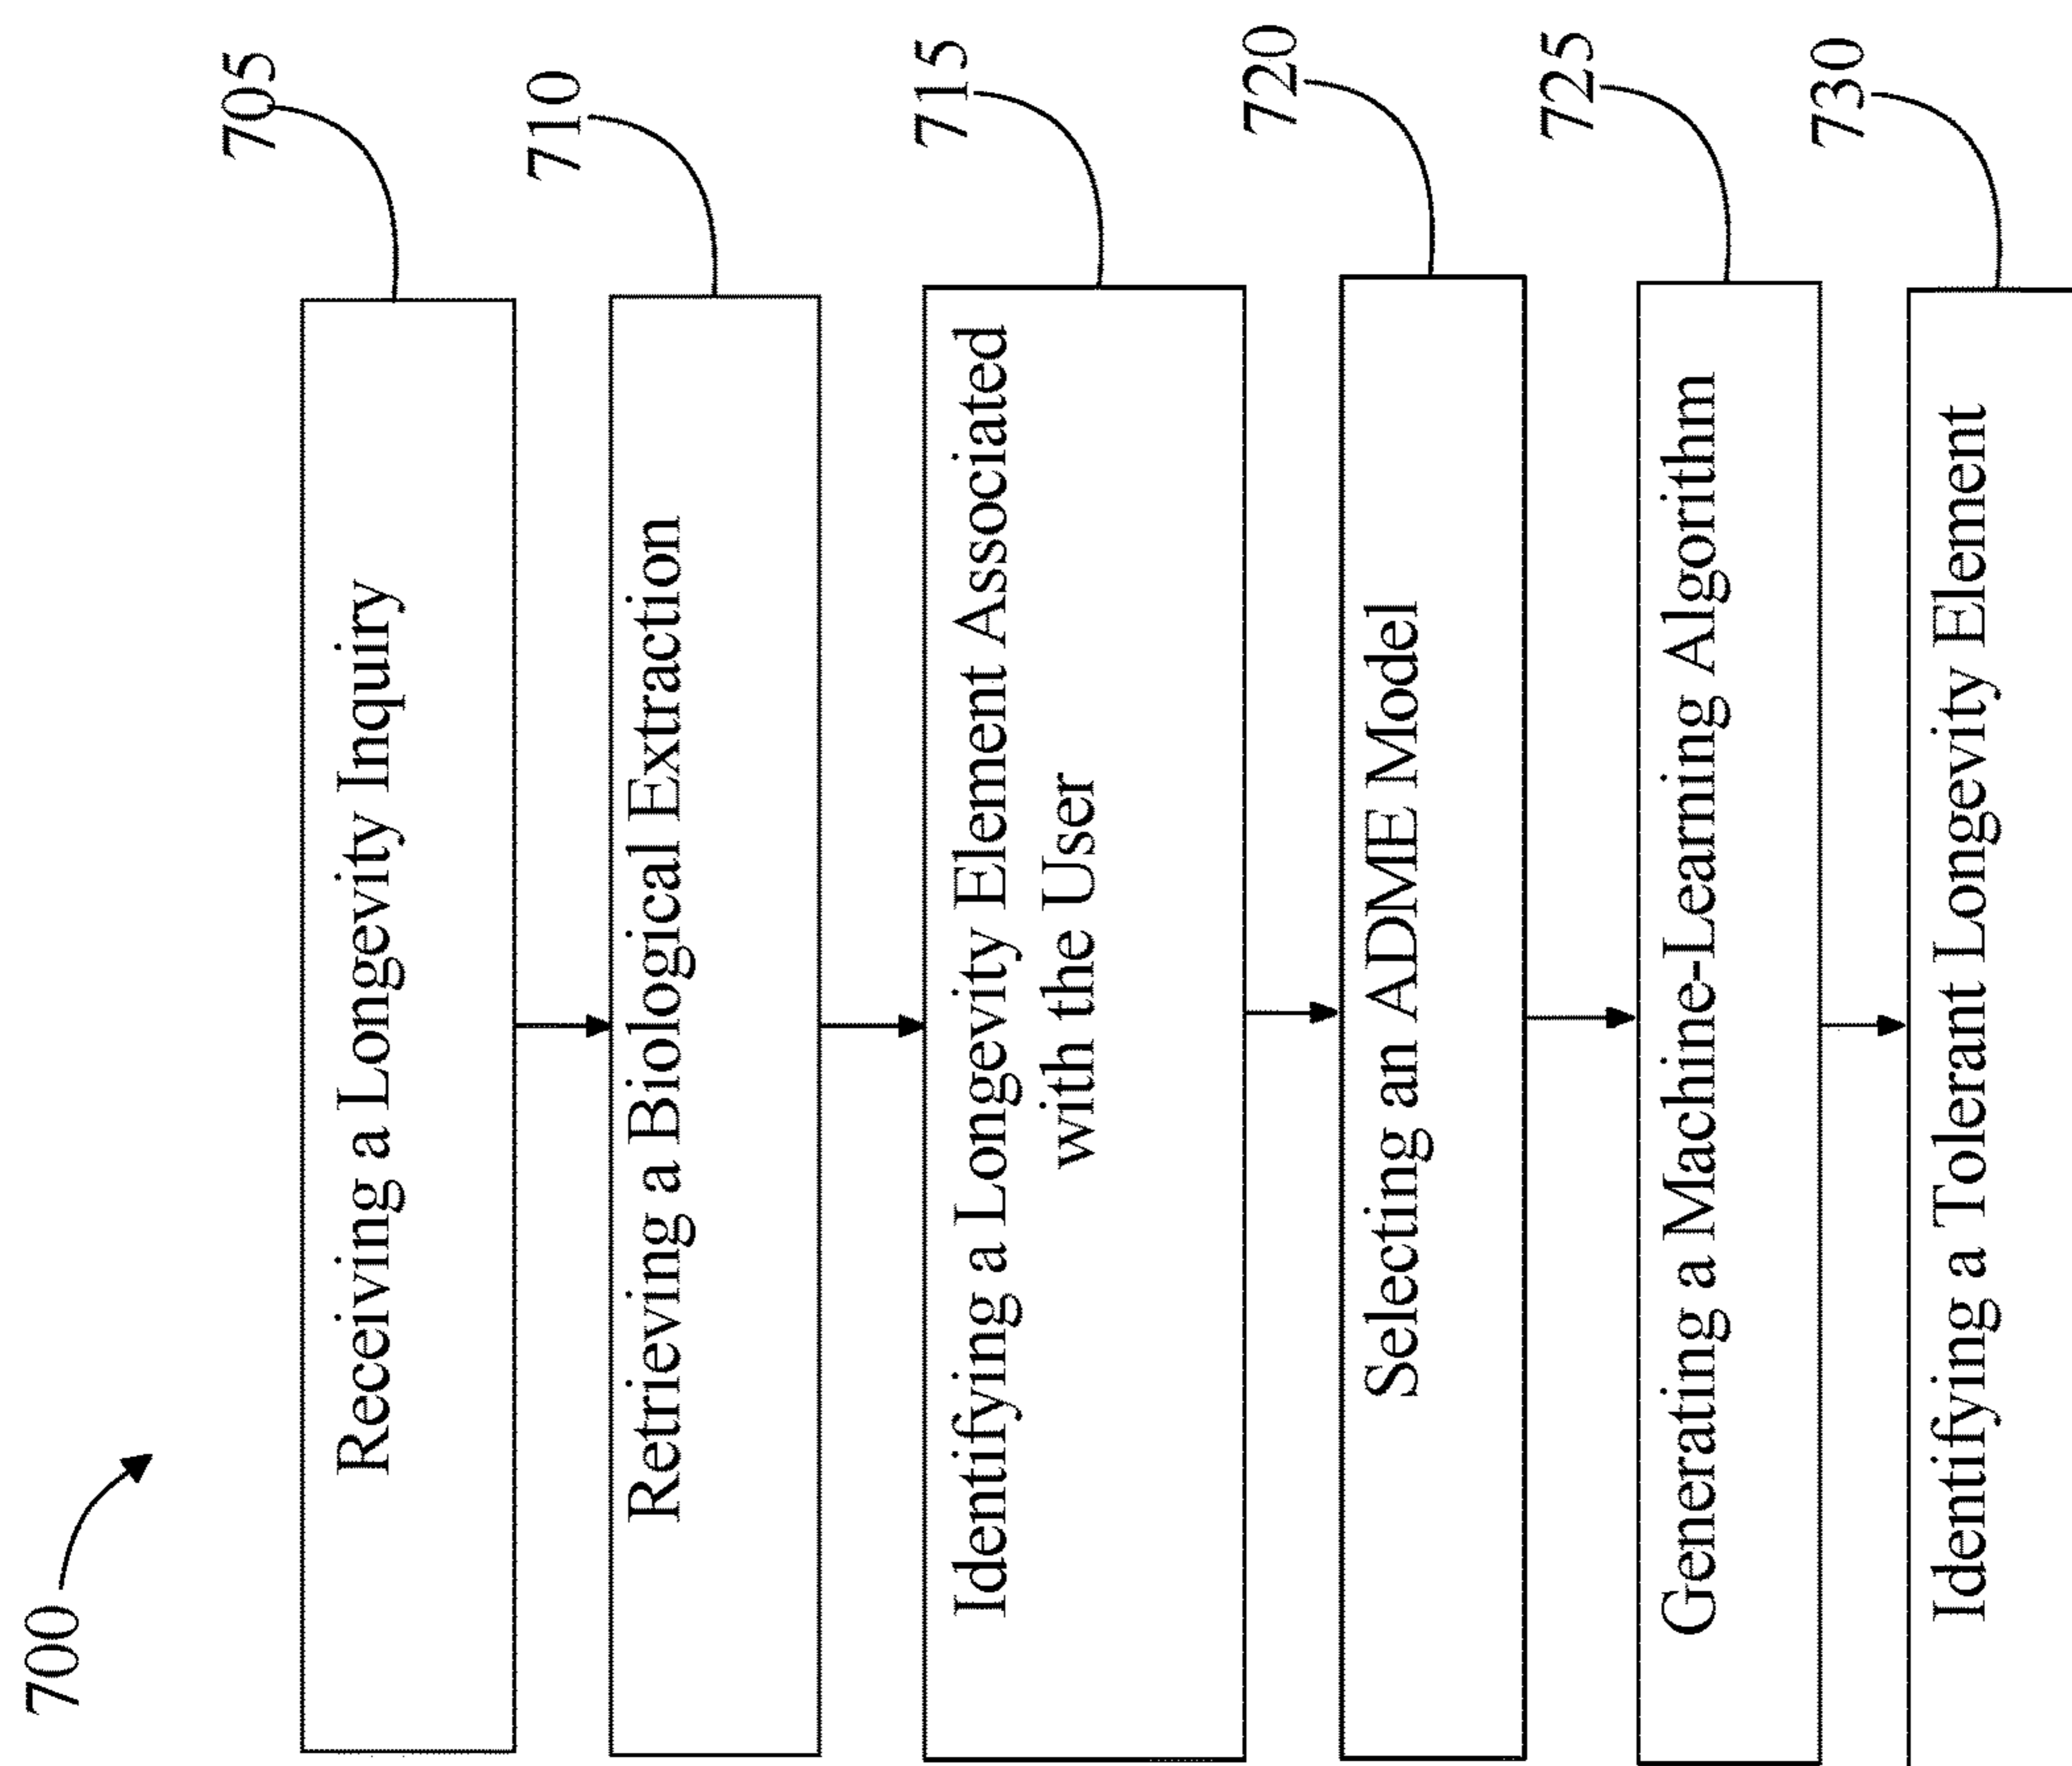 700
705
Receiving a Longevity Inquiry
710
Retrieving a Biological Extraction
715
Identifying a Longevity Element Associated
with the User
720
Selecting an ADME Model
725
Generating a Machine-Learning Algorithm
730
Identifying a Tolerant Longevity Element